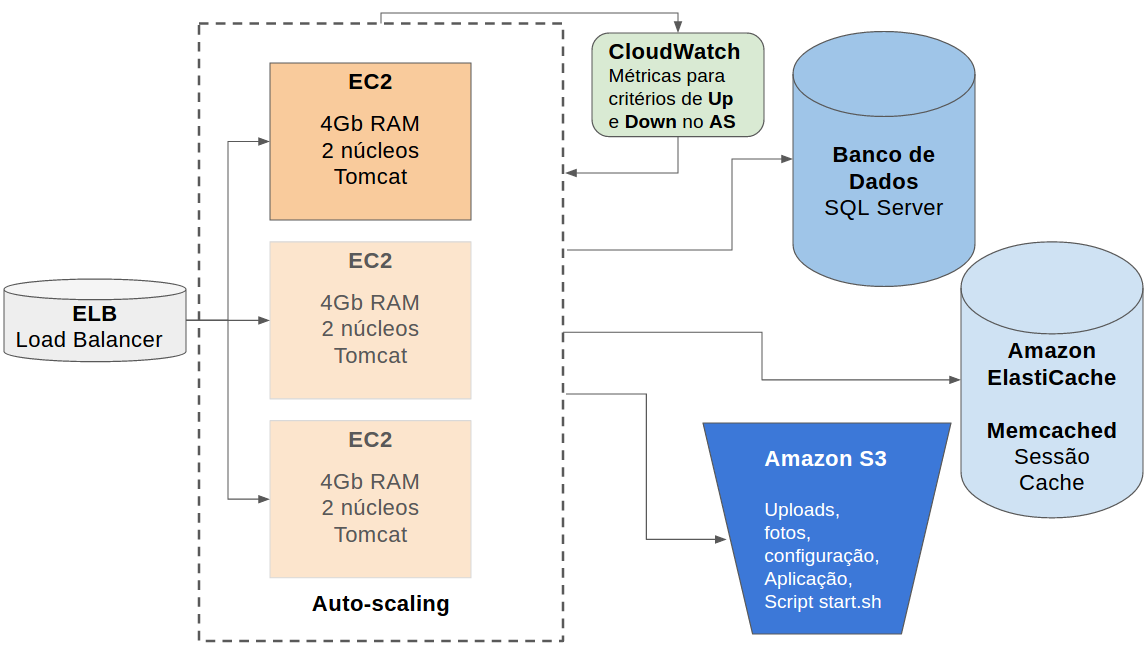 EC2
4Gb RAM
2 núcleos
Tomcat
EC2
4Gb RAM
2 núcleos
Tomcat
EC2
4Gb RAM
2 núcleos
Tomcat
Auto-scaling
ELB
Load Balancer
CloudWatch
Métricas para
critérios de Up
e Down no AS
Banco de
Dados
SQL Server
Amazon
ElastiCache
Memcached
Sessão
Cache
Amazon S3
Uploads,
fotos,
configuração,
Aplicação,
Script start.sh